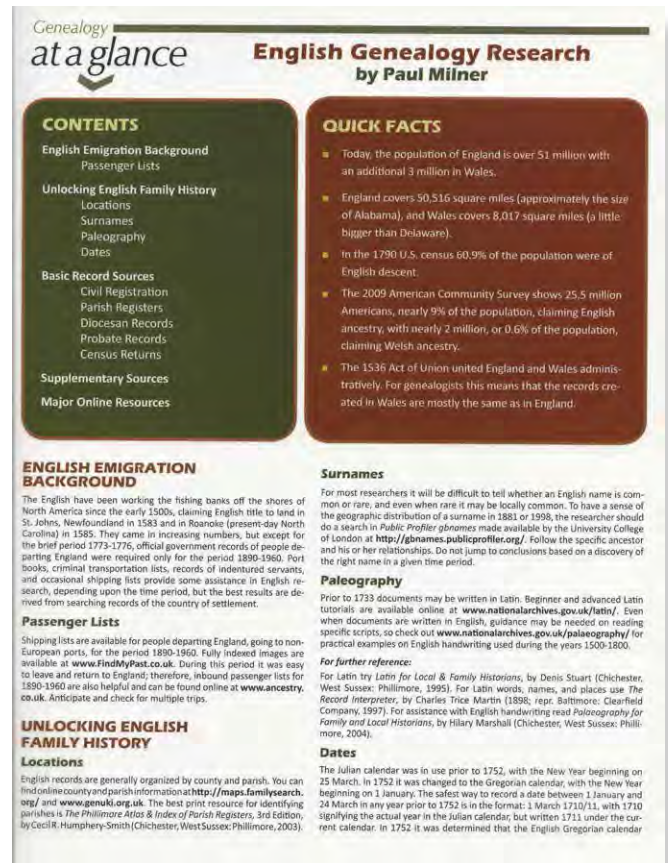 Genealogy
at a glance
English Genealogy Research
by Paul Milner
CONTENTS
English Emigration Background
Passenger Lists
Unlocking English Family History
Locations
Surnames
Paleography
Dates
Basic Record Sources
Civil Registration
Parish Registers
Diocesan Records
Probate Records
Census Returns
Supplementary Sources
Major Online Resources
QUICK FACTS
Today, the population of England is over 51 million with
an additional 3 million in Wales.
England covers 50,516 square miles (approximately the size
of Alabama), and Wales covers 8,017 square miles (a little
bigger than Delaware).
In the 1790 U.S. census 60.9% of the population were of
English descent.
The 2009 American Community Survey shows 25.5 million
Americans, nearly 9% of the population, claiming English
ancestry, with nearly 2 million, or 0.6% of the population,
claiming Welsh ancestry.
The 1536 Act of Union united England and Wales adminis-
tratively. For genealogists this means that the records cre-
ated in Wales are mostly the same as in England.
ENGLISH EMIGRATION
BACKGROUND
The English have been working the fishing banks off the shores of
North America since the early 1500s, claiming English title to land in
St. Johns, Newfoundland in 1583 and in Roanoke (present-day North
Carolina) in 1585. They came in increasing numbers, but except for
the brief period 1773-1776, official government records of people de-
parting England were required only for the period 1890-1960. Port
books, criminal transportation lists, records of indentured servants,
and occasional shipping lists provide some assistance in English re-
search, depending upon the time period, but the best results are de-
rived from searching records of the country of settlement.
Passenger Lists
Shipping lists are available for people departing England, going to non-
European ports, for the period 1890-1960. Fully indexed images are
available at www.FindMyPast.co.uk. During this period it was easy
to leave and return to England; therefore, inbound passenger lists for
1890-1960 are also helpful and can be found online at www.ancestry.
co.uk. Anticipate and check for multiple trips.
UNLOCKING ENGLISH
FAMILY HISTORY
Locations
English records are generally organized by county and parish. You can
find online county and parish information at http://maps.familysearch.
org/ and www.genuki.org.uk. The best print resource for identifying
parishes is The Phillimore Atlas & Index of Parish Registers, 3rd Edition,
by Cecil R. Humphery-Smith (Chichester, West Sussex: Phillimore, 2003).
Surnames
For most researchers it will be difficult to tell whether an English name is com-
mon or rare, and even when rare it may be locally common. To have a sense of
the geographic distribution of a surname in 1881 or 1998, the researcher should
do a search in Public Profiler gbnames made available by the University College
of London at http://gbnames.publicprofiler.org/. Follow the specific ancestor
and his or her relationships. Do not jump to conclusions based on a discovery of
the right name in a given time period.
Paleography
Prior to 1733 documents may be written in Latin. Beginner and advanced Latin
tutorials are available online at www.nationalarchives.gov.uk/latin/. Even
when documents are written in English, guidance may be needed on reading
specific scripts, so check out www.nationalarchives.gov.uk/palaeography/ for
practical examples on English handwriting used during the years 1500-1800.
For further reference:
For Latin try Latin for Local & Family Historians, by Denis Stuart (Chichester,
West Sussex: Phillimore, 1995). For Latin words, names, and places use The
Record Interpreter, by Charles Trice Martin (1898; repr. Baltimore: Clearfield
Company, 1997). For assistance with English handwriting read Palaeography for
Family and Local Historians, by Hilary Marshall (Chichester, West Sussex: Philli-
more, 2004).
Dates
The Julian calendar was in use prior to 1752, with the New Year beginning on
25 March. In 1752 it was changed to the Gregorian calendar, with the New Year
beginning on 1 January. The safest way to record a date between 1 January and
24 March in any year prior to 1752 is in the format: 1 March 1710/11, with 1710
signifying the actual year in the Julian calendar, but written 1711 under the cur-
rent calendar. In 1752 it was determined that the English Gregorian calendar